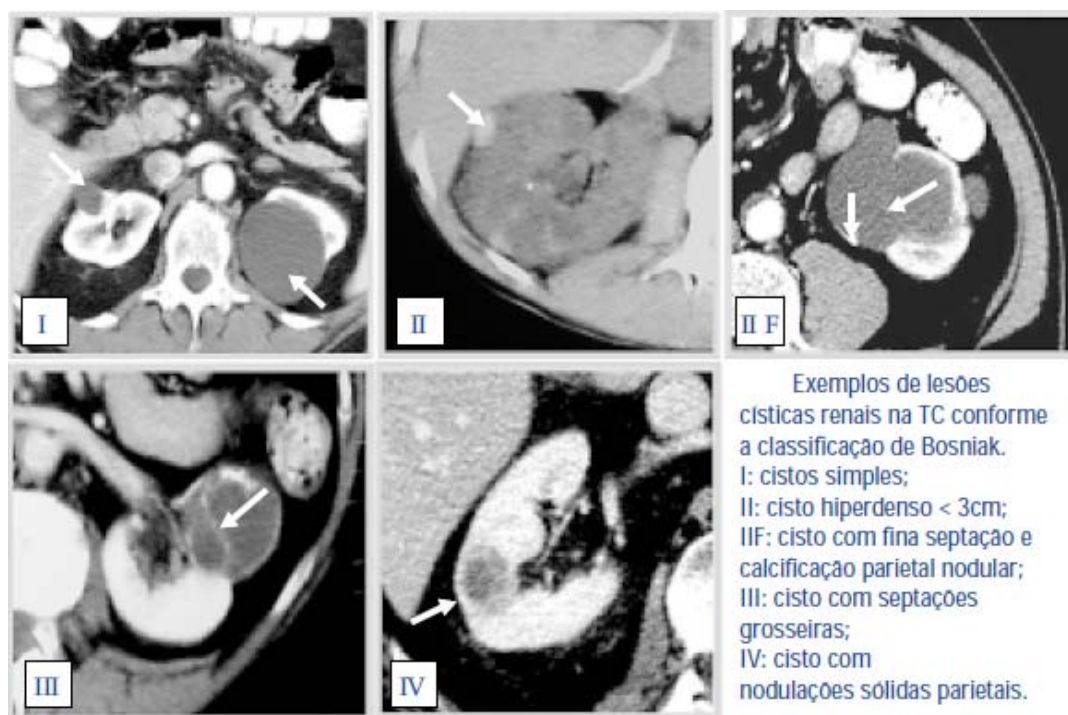 I
II
II F
III
IV
Exemplos de lesões
císticas renais na TC conforme
a classificação de Bosniak.
I: cistos simples;
II: cisto hiperdenso < 3cm;
IIF: cisto com fina septação e
calcificação parietal nodular;
III: cisto com septações
grosseiras;
IV: cisto com
nodulações sólidas parietais.